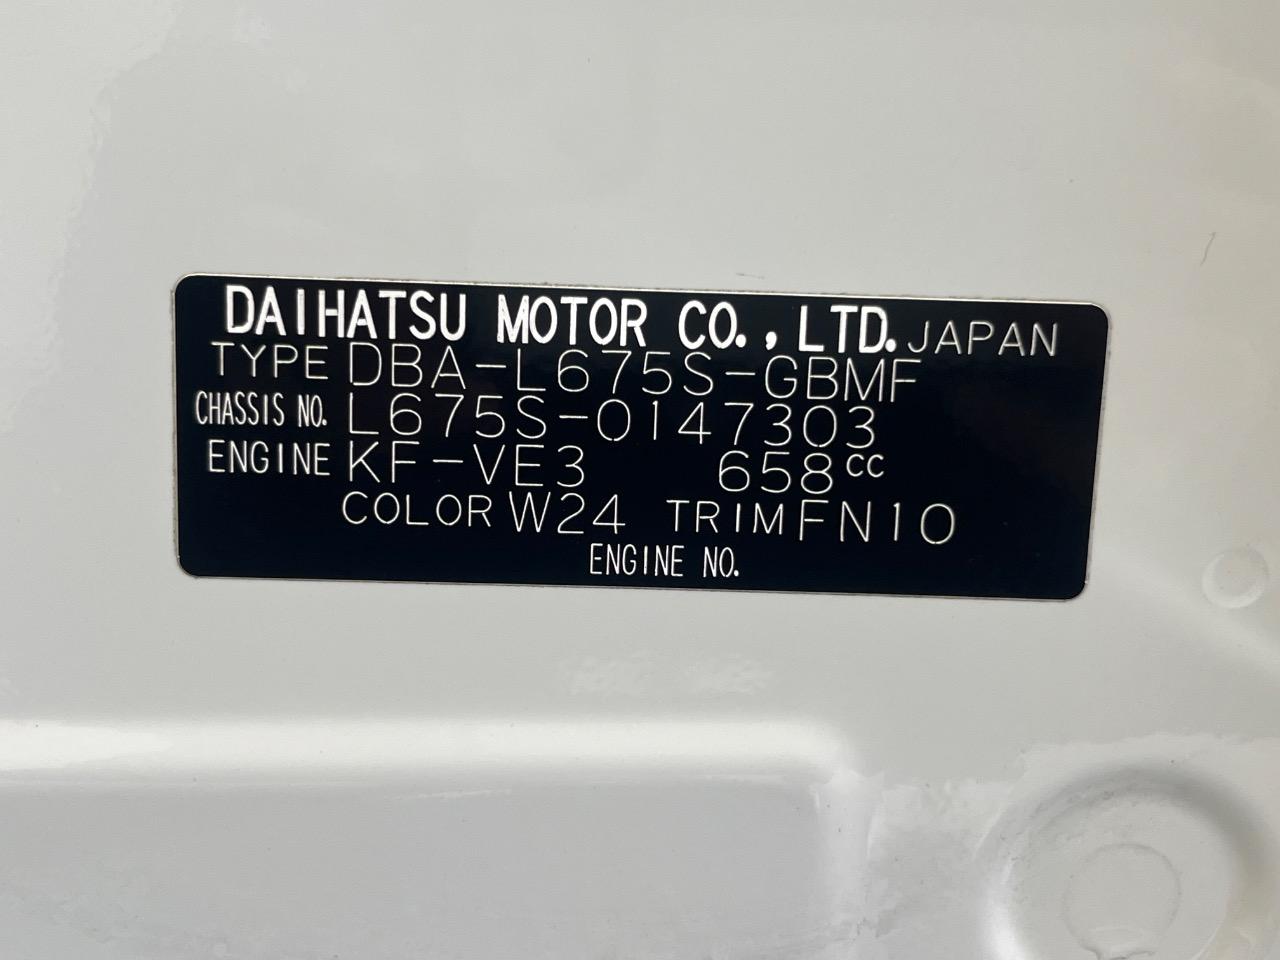 DAIHATSU MOTOR CO., LTD. JAPAN
TYPE DBA-L675S-GBMF
CHASSIS NO. L675S-0147303
ENGINE KF-VE3 658cc
COLOR W24 TRIM FN10
ENGINE NO.